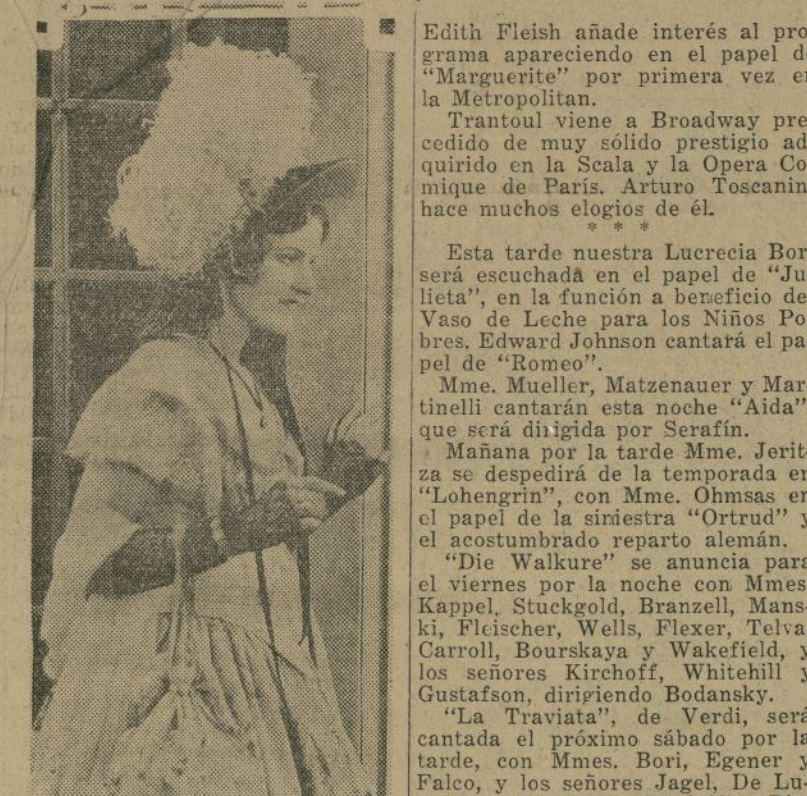 Edith Fleish añade interés al pro
grama apareciendo en el papel d
"Marguerite" por primera vez e
la Metropolitan.
Trantoul viene a Broadway pre
cedido de muy sólido prestigio ad
quirido en la Scala y la Opera Co
mique de París. Arturo Toscanin
hace muchos elogios de él.
* * *
Esta tarde nuestra Lucrecia Bor
será escuchada en el papel de "Ju
lieta", en la función a beneficio de
Vaso de Leche para los Niños Po
bres. Edward Johnson cantará el pa
pel de "Romeo".
Mme. Mueller, Matzenauer y Mar
tinelli cantarán esta noche "Aida"
que será dirigida por Serafín.
Mañana por la tarde Mme. Jerit-
za se despedirá de la temporada en
"Lohengrin", con Mme. Ohmsas en
el papel de la siniestra "Ortrud" y
el acostumbrado reparto alemán.
"Die Walkure" se anuncia para
el viernes por la noche con Mmes.
Kappel, Stuckgold, Branzell, Mans-
ki, Fleischer, Wells, Flexer, Telva
Carroll, Bourskaya y Wakefield, y
los señores Kirchoff, Whitehill y
Gustafson, dirigiendo Bodansky.
"La Traviata", de Verdi, será
cantada el próximo sábado por la
tarde, con Mmes. Bori, Egener y
Falco, y los señores Jagel, De Lu-